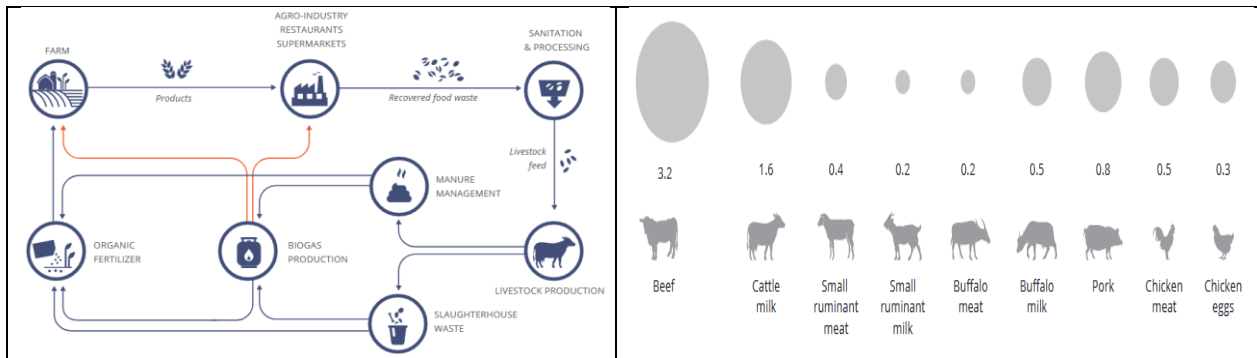 AGRO-INDUSTRY
RESTAURANTS
SUPERMARKETS
FARM
SANITATION
& PROCESSING
Products
Recovered food waste
Livestock
feed
MANURE
MANAGEMENT
ORGANIC
FERTILIZER
BIOGAS
PRODUCTION
LIVESTOCK PRODUCTION
SLAUGHTERHOUSE
WASTE
3.2
1.6
0.4
0.2
0.2
0.5
0.8
0.5
0.3
Beef
Cattle
milk
Small
ruminant
meat
Small
ruminant
milk
Buffalo
meat
Buffalo
milk
Pork
Chicken
meat
Chicken
eggs